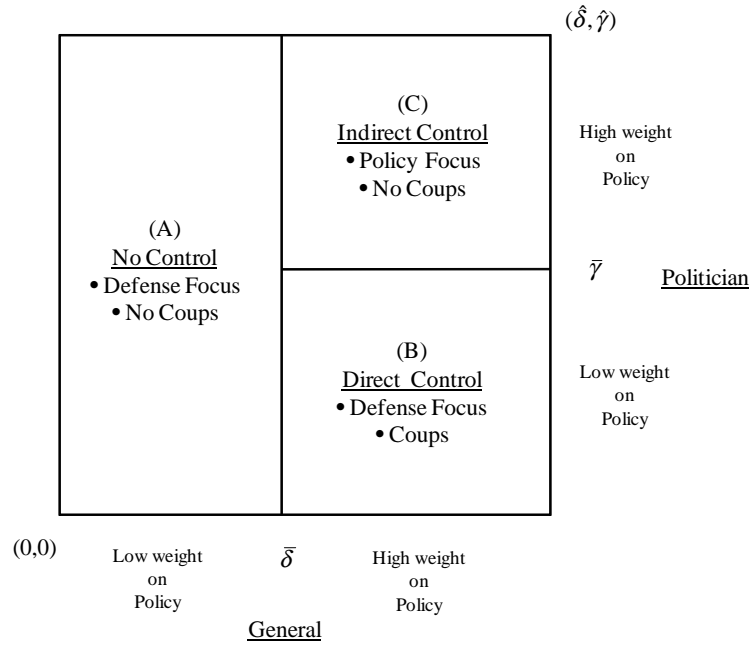 (δ̂, γ̂)
(C)
Indirect Control
• Policy Focus
• No Coups
High weight
on
Policy
(A)
No Control
• Defense Focus
• No Coups
γ̄
Politician
(B)
Direct Control
• Defense Focus
• Coups
Low weight
on
Policy
(0,0)
Low weight
on
Policy
δ̄
High weight
on
Policy
General